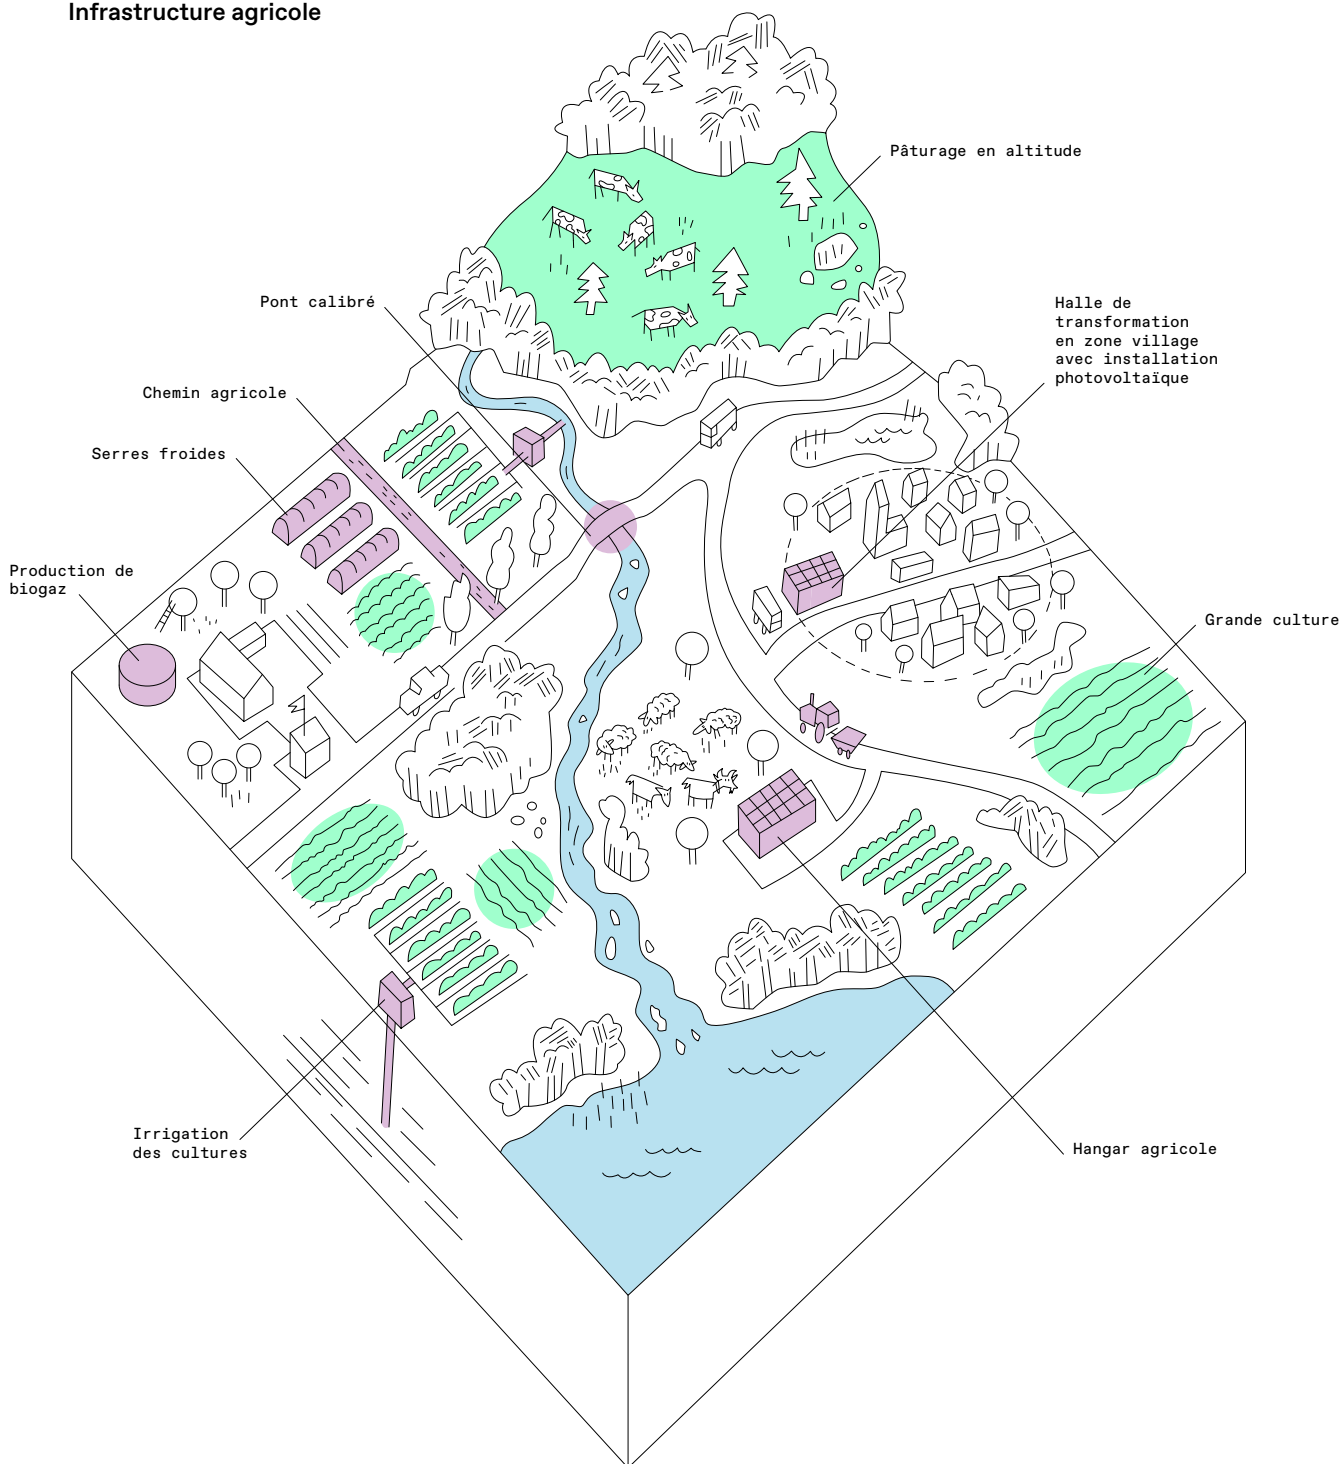 Infrastructure agricole
Pâturage en altitude
Pont calibré
Halle de
transformation
en zone village
avec installation
photovoltaïque
Chemin agricole
Serres froides
Production de
biogaz
Grande culture
Irrigation
des cultures
Hangar agricole